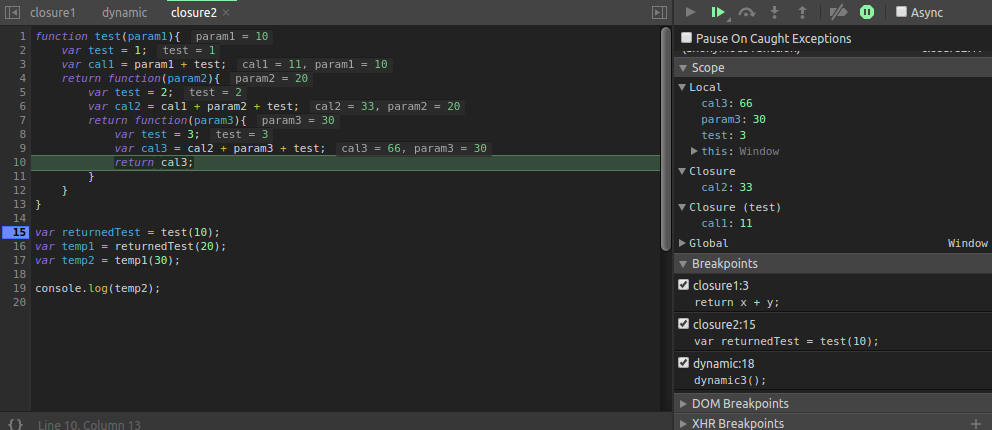 closure1 dynamic closure2 ×
1 function test(param1){ param1 = 10
2 var test = 1; test = 1
3 var cal1 = param1 + test; cal1 = 11, param1 = 10
4 return function(param2){ param2 = 20
5 var test = 2; test = 2
6 var cal2 = cal1 + param2 + test; cal2 = 33, param2 = 20
7 return function(param3){ param3 = 30
8 var test = 3; test = 3
9 var cal3 = cal2 + param3 + test; cal3 = 66, param3 = 30
10 return cal3;
11 }
12 }
13 }
14
15 var returnedTest = test(10);
16 var temp1 = returnedTest(20);
17 var temp2 = temp1(30);
18
19 console.log(temp2);
20
{} Line 10, Column 13
Async
Pause On Caught Exceptions
Scope
Local
cal3: 66
param3: 30
test: 3
this: Window
Closure
cal2: 33
Closure (test)
cal1: 11
Global Window
Breakpoints
closure1:3
return x + y;
closure2:15
var returnedTest = test(10);
dynamic:18
dynamic3();
DOM Breakpoints
XHR Breakpoints +